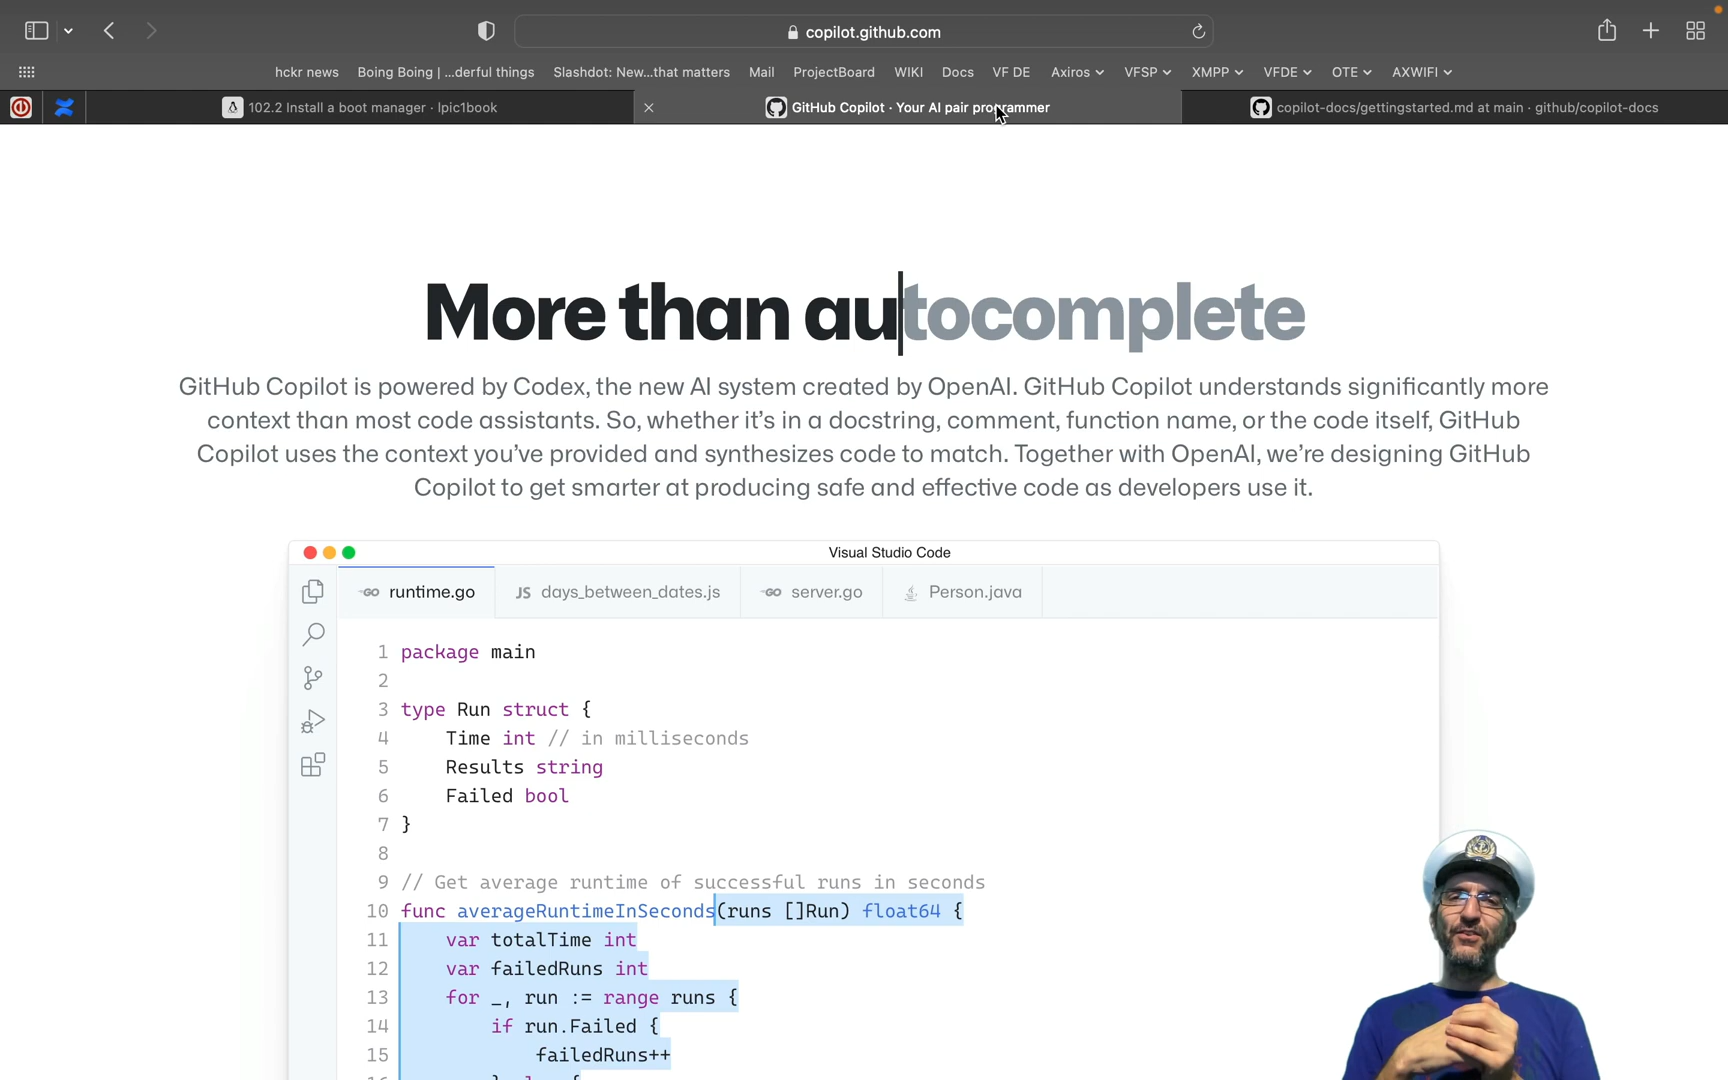 copilot.github.com
hckr news Boing Boing | ...derful things Slashdot: New...that matters Mail ProjectBoard WIKI Docs VF DE Axiros VFSP XMPP VFDE OTE AXWIFI
102.2 Install a boot manager · lpic1book
GitHub Copilot · Your AI pair programmer
copilot-docs/gettingstarted.md at main · github/copilot-docs
More than autocomplete
GitHub Copilot is powered by Codex, the new AI system created by OpenAI. GitHub Copilot understands significantly more
context than most code assistants. So, whether it’s in a docstring, comment, function name, or the code itself, GitHub
Copilot uses the context you’ve provided and synthesizes code to match. Together with OpenAI, we’re designing GitHub
Copilot to get smarter at producing safe and effective code as developers use it.
Visual Studio Code
GO runtime.go JS days_between_dates.js GO server.go Person.java
1 package main
2
3 type Run struct {
4 Time int // in milliseconds
5 Results string
6 Failed bool
7 }
8
9 // Get average runtime of successful runs in seconds
10 func averageRuntimeInSeconds(runs []Run) float64 {
11 var totalTime int
12 var failedRuns int
13 for _, run := range runs {
14 if run.Failed {
15 failedRuns++